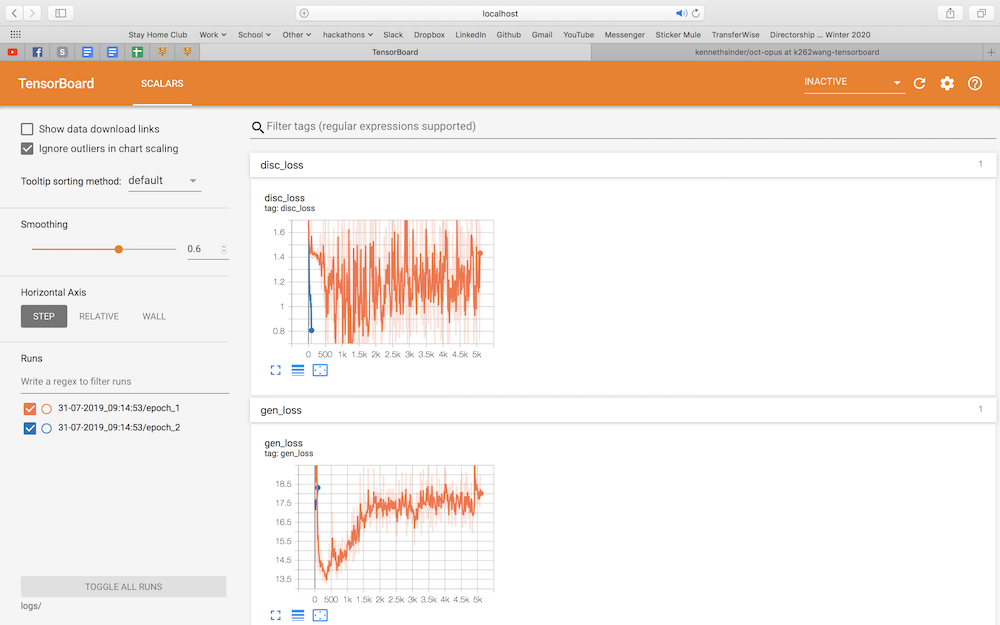 localhost
Stay Home Club Work School Other hackathons Slack Dropbox LinkedIn Github Gmail YouTube Messenger Sticker Mule TransferWise Directorship ... Winter 2020
S
TensorBoard
kennethsinder/oct-opus at k262wang-tensorboard
TensorBoard
SCALARS
INACTIVE
Show data download links
Ignore outliers in chart scaling
Tooltip sorting method: default
Smoothing
0.6
Horizontal Axis
STEP RELATIVE WALL
Runs
Write a regex to filter runs
31-07-2019_09:14:53/epoch_1
31-07-2019_09:14:53/epoch_2
TOGGLE ALL RUNS
logs/
Filter tags (regular expressions supported)
disc_loss 1
disc_loss
tag: disc_loss
1.6
1.4
1.2
1
0.8
0 500 1k 1.5k 2k 2.5k 3k 3.5k 4k 4.5k 5k
gen_loss 1
gen_loss
tag: gen_loss
18.5
17.5
16.5
15.5
14.5
13.5
0 500 1k 1.5k 2k 2.5k 3k 3.5k 4k 4.5k 5k